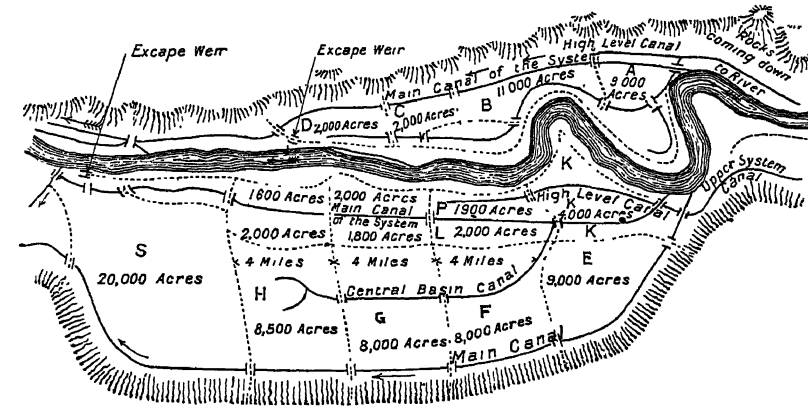 Excape Werr
Excape Werr
High Level Canal
Rocks
coming down
to River
Main Canal of the System
A
9 000
Acres
11 000 Acres
B
C
2,000 Acres
D 2,000 Acres
K
Upper System
Canal
1600 Acres
2,000 Acres
Main Canal
of the System
1,800 Acres
P 1900 Acres
High Level Canal
K
4,000 Acres
L 2,000 Acres
K
2,000 Acres
S
20,000 Acres
4 Miles
4 Miles
4 Miles
E
9,000 Acres
H
8,500 Acres
Central Basin Canal
G
8,000 Acres
F
8,000 Acres
Main Canal